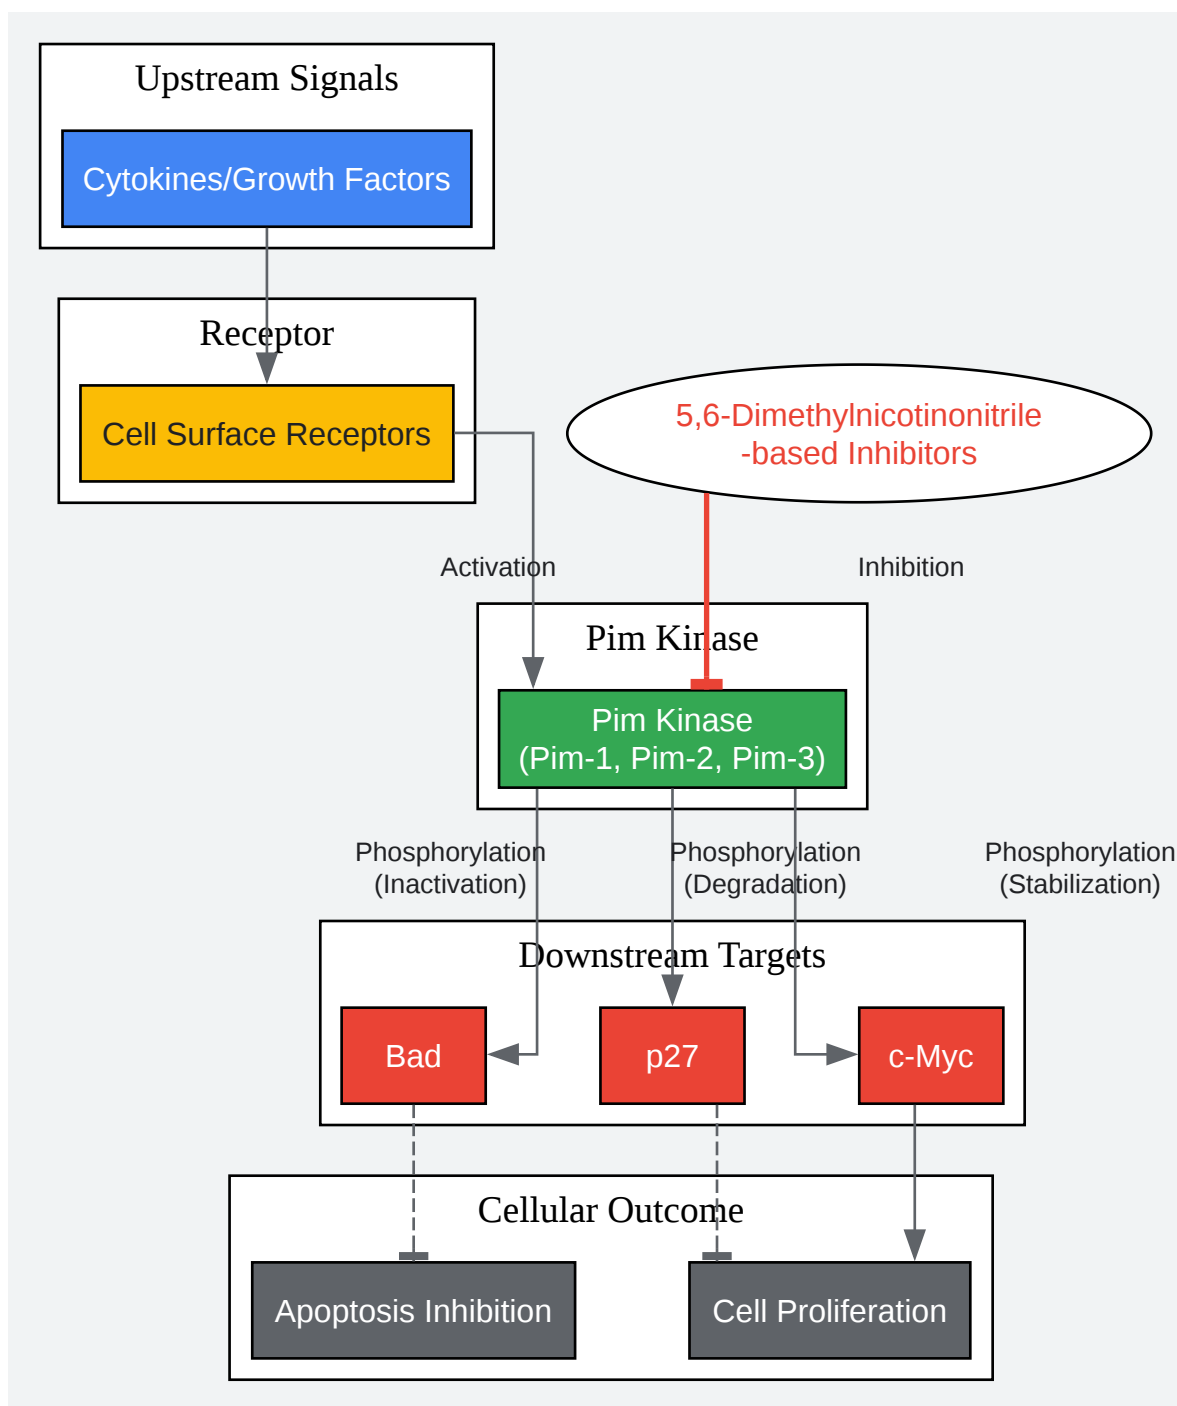 Upstream Signals
Cytokines/Growth Factors
Receptor
Cell Surface Receptors
5,6-Dimethylnicotinonitrile
-based Inhibitors
Activation
Inhibition
Pim Kinase
Pim Kinase
(Pim-1, Pim-2, Pim-3)
Phosphorylation
(Inactivation)
Phosphorylation
(Degradation)
Phosphorylation
(Stabilization)
Downstream Targets
Bad
p27
c-Myc
Cellular Outcome
Apoptosis Inhibition
Cell Proliferation